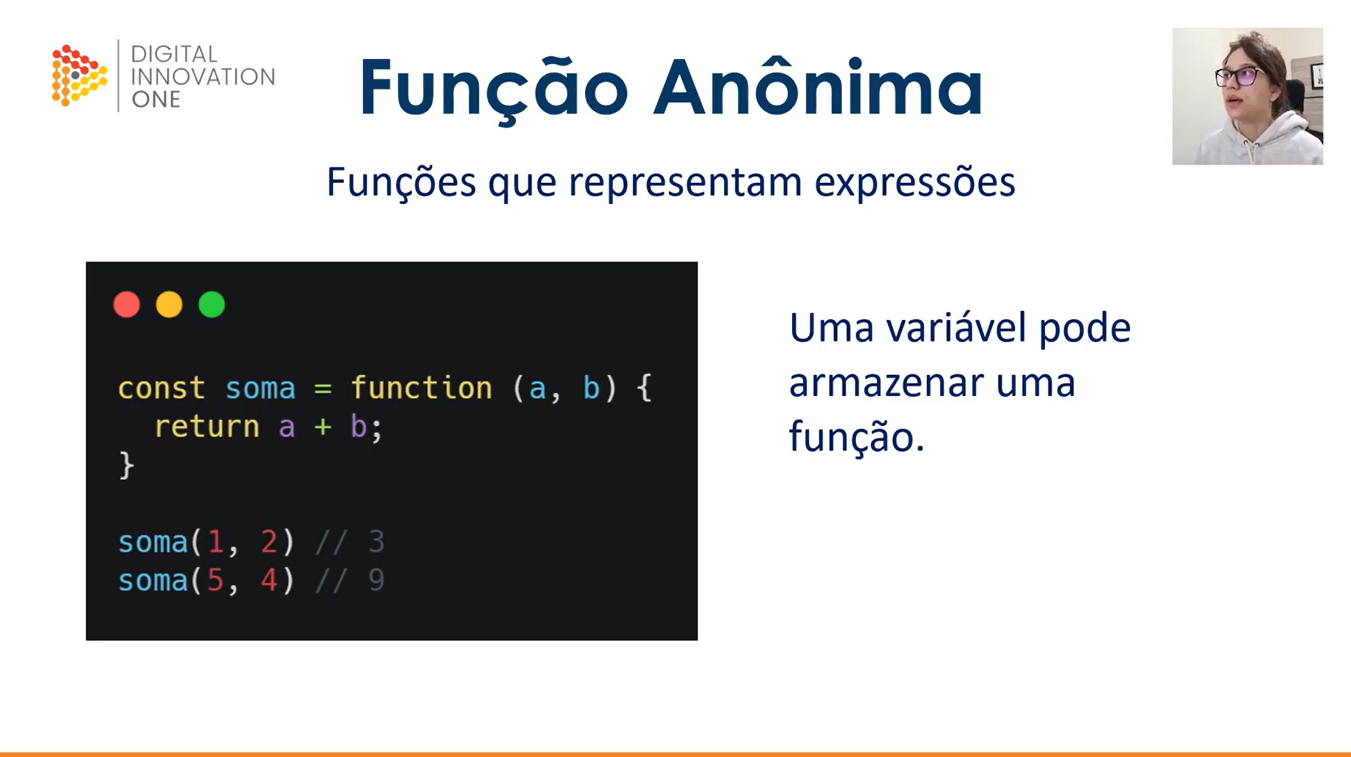 DIGITAL
INNOVATION
ONE
Função Anônima
Funções que representam expressões
const soma = function (a, b) {
  return a + b;
}
soma(1, 2) // 3
soma(5, 4) // 9
Uma variável pode
armazenar uma
função.